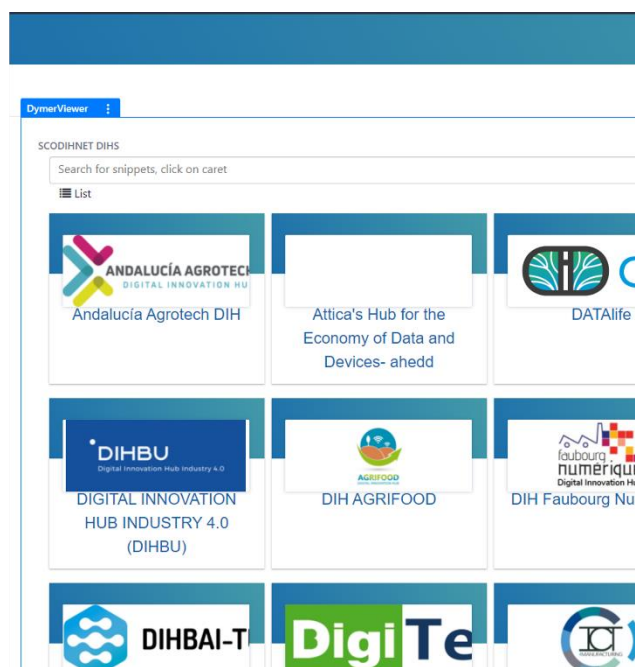 DymerViewer
SCODIHNET DIHS
Search for snippets, click on caret
List
ANDALUCÍA AGROTECH
DIGITAL INNOVATION HU
Andalucía Agrotech DIH
Attica's Hub for the
Economy of Data and
Devices- ahedd
DATAlife
DIHBU
Digital Innovation Hub Industry 4.0
DIGITAL INNOVATION
HUB INDUSTRY 4.0
(DIHBU)
AGRIFOOD
DIH AGRIFOOD
faubourg
numériqu
Digital Innovation H
DIH Faubourg Nu
DIHBAI-T
DigiTe
ICT
MANUFACTURING